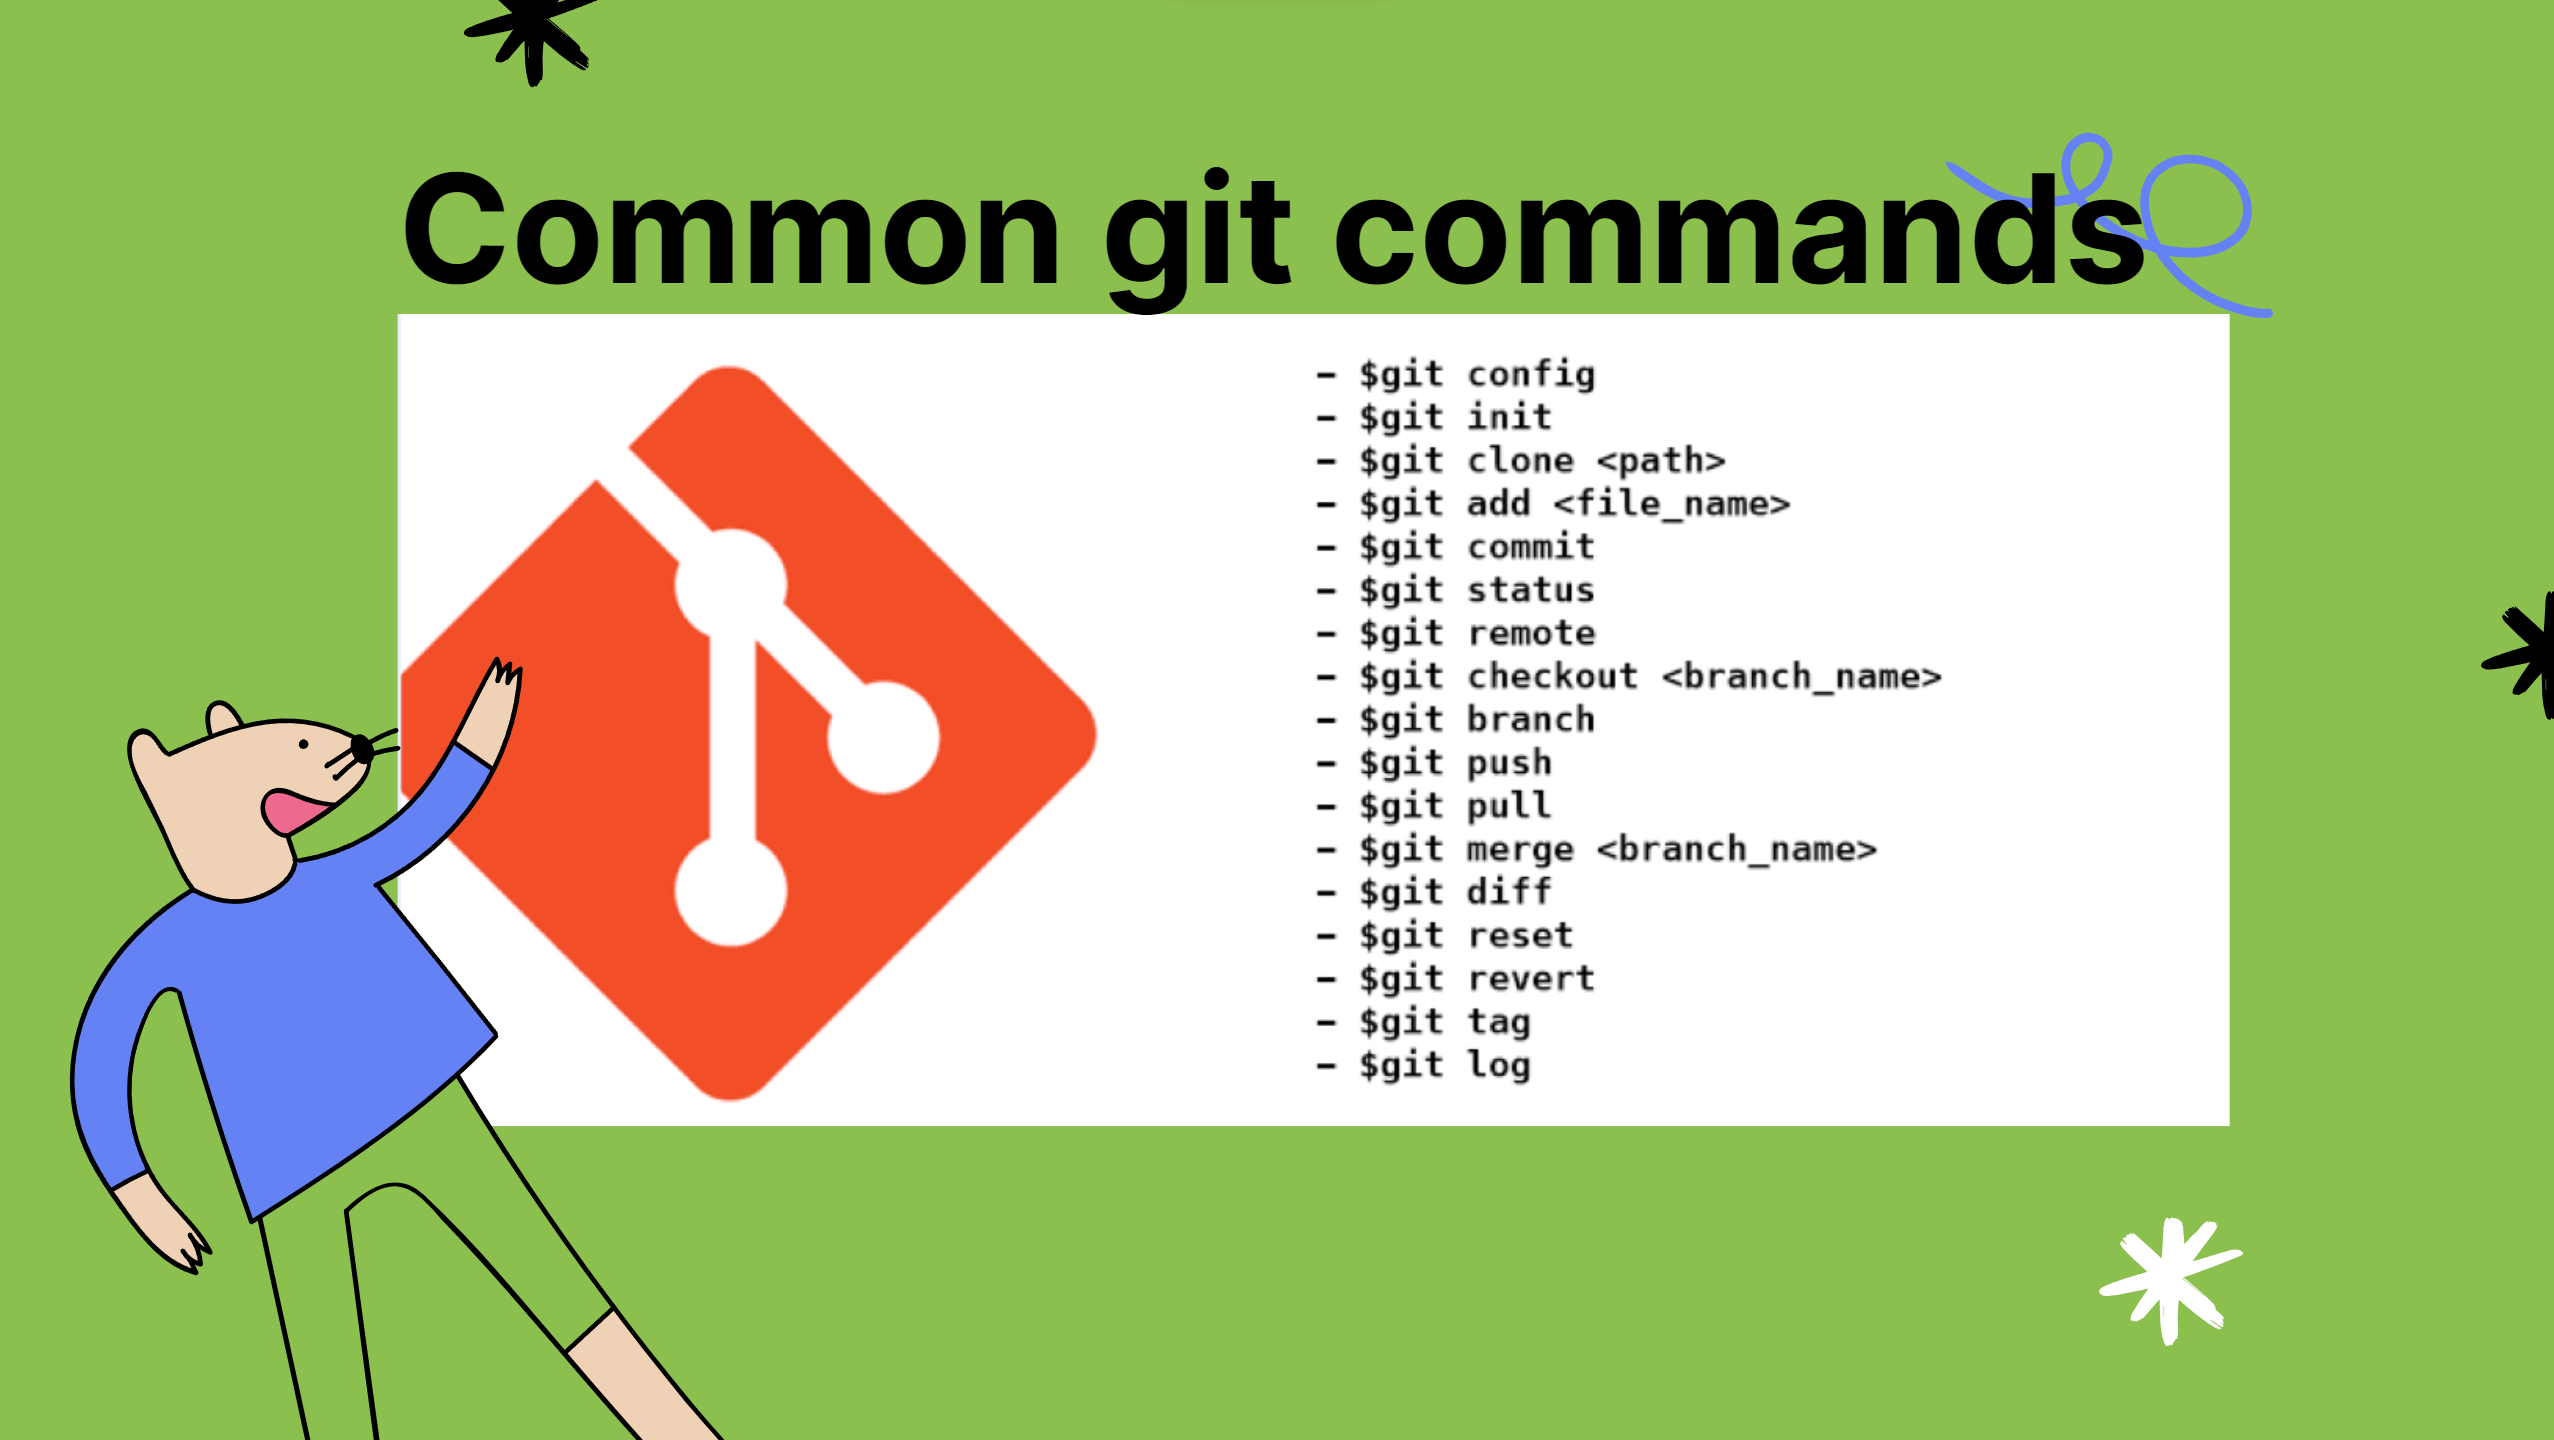 Common git commands
- $git config
- $git init
- $git clone <path>
- $git add <file_name>
- $git commit
- $git status
- $git remote
- $git checkout <branch_name>
- $git branch
- $git push
- $git pull
- $git merge <branch_name>
- $git diff
- $git reset
- $git revert
- $git tag
- $git log